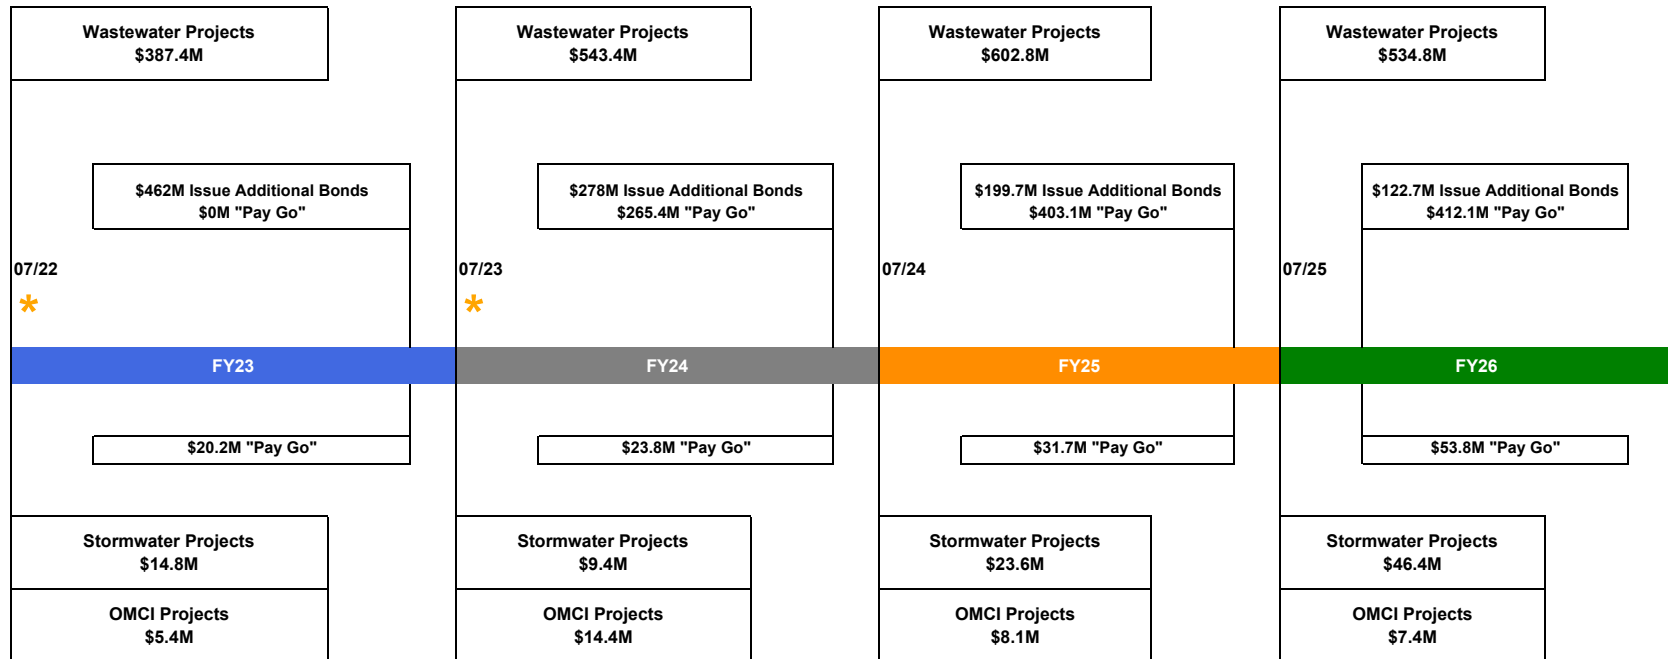 Wastewater Projects
$387.4M
Wastewater Projects
$543.4M
Wastewater Projects
$602.8M
Wastewater Projects
$534.8M
$462M Issue Additional Bonds
$0M "Pay Go"
$278M Issue Additional Bonds
$265.4M "Pay Go"
$199.7M Issue Additional Bonds
$403.1M "Pay Go"
$122.7M Issue Additional Bonds
$412.1M "Pay Go"
07/22
*
07/23
*
07/24
07/25
FY23
FY24
FY25
FY26
$20.2M "Pay Go"
$23.8M "Pay Go"
$31.7M "Pay Go"
$53.8M "Pay Go"
Stormwater Projects
$14.8M
Stormwater Projects
$9.4M
Stormwater Projects
$23.6M
Stormwater Projects
$46.4M
OMCI Projects
$5.4M
OMCI Projects
$14.4M
OMCI Projects
$8.1M
OMCI Projects
$7.4M